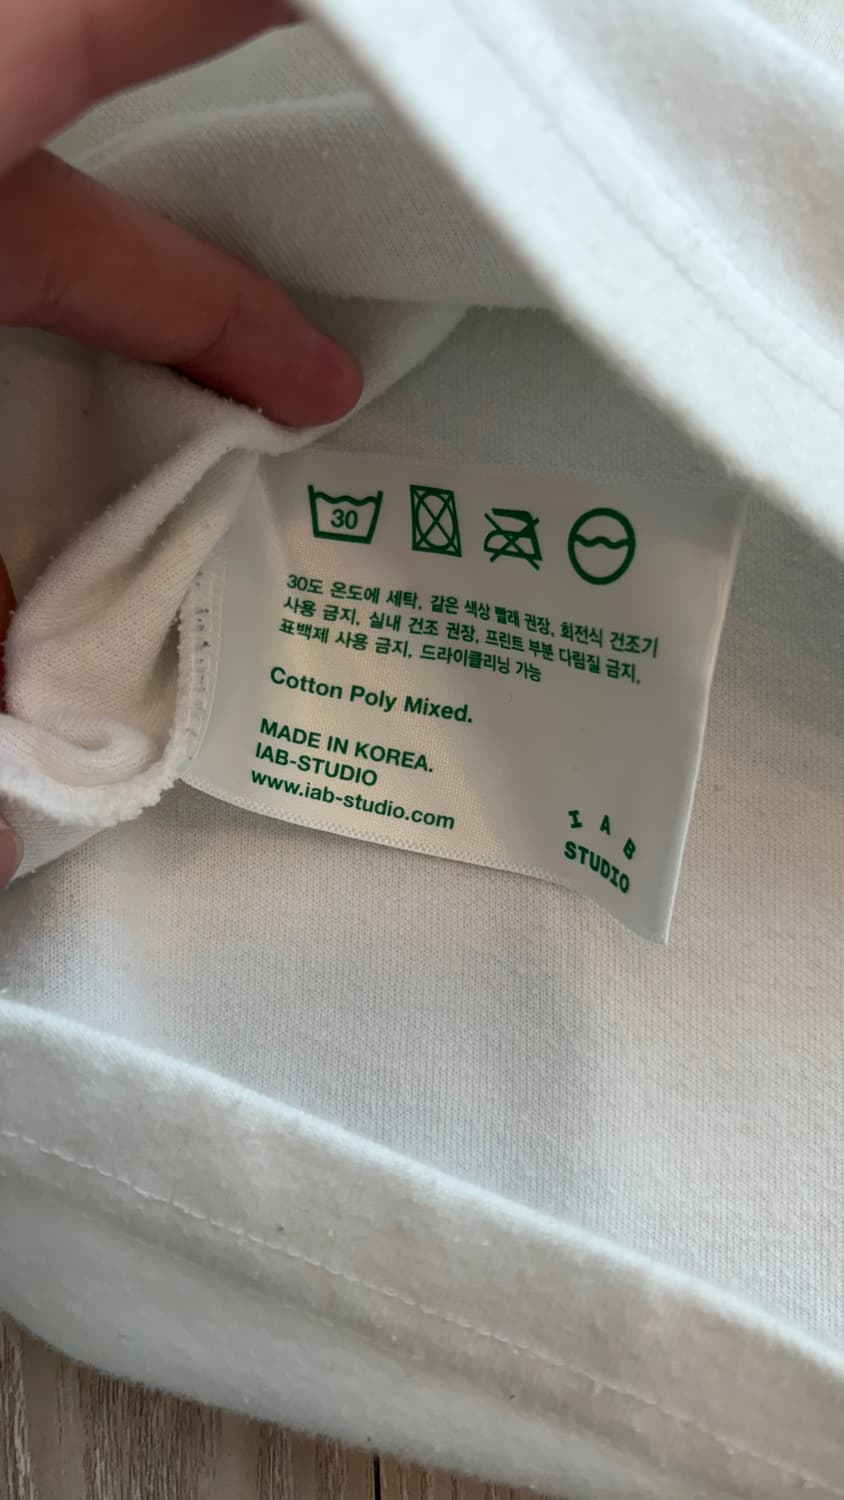 30
30도 온도에 세탁, 같은 색상 빨래 권장, 회전식 건조기
사용 금지, 실내 건조 권장, 프린트 부분 다림질 금지,
표백제 사용 금지, 드라이클리닝 가능
Cotton Poly Mixed.
MADE IN KOREA.
IAB-STUDIO
www.iab-studio.com
I A B
STUDIO